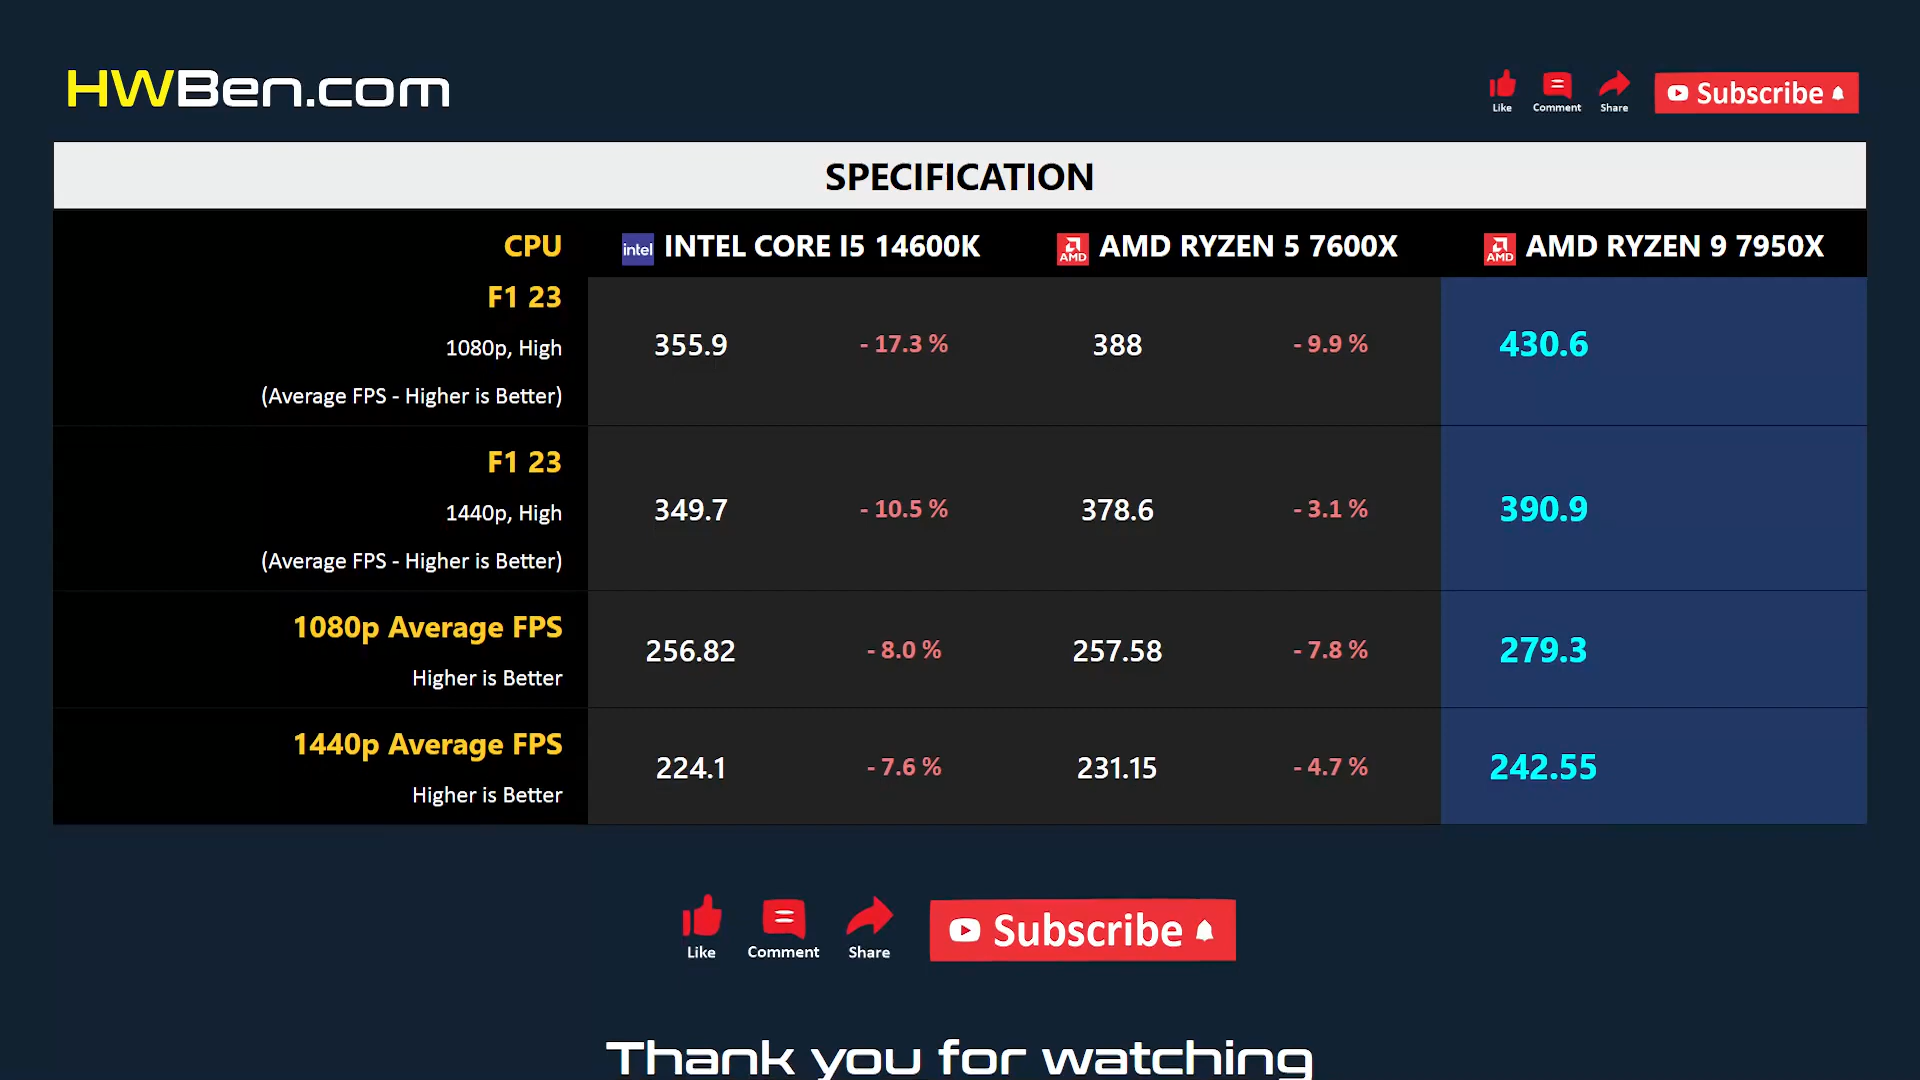 HWBen.com
Like Comment Share Subscribe
SPECIFICATION
CPU intel INTEL CORE I5 14600K AMD AMD RYZEN 5 7600X AMD AMD RYZEN 9 7950X
F1 23
1080p, High 355.9 - 17.3 % 388 - 9.9 % 430.6
(Average FPS - Higher is Better)
F1 23
1440p, High 349.7 - 10.5 % 378.6 - 3.1 % 390.9
(Average FPS - Higher is Better)
1080p Average FPS 256.82 - 8.0 % 257.58 - 7.8 % 279.3
Higher is Better
1440p Average FPS 224.1 - 7.6 % 231.15 - 4.7 % 242.55
Higher is Better
Like Comment Share Subscribe
Thank you for watching